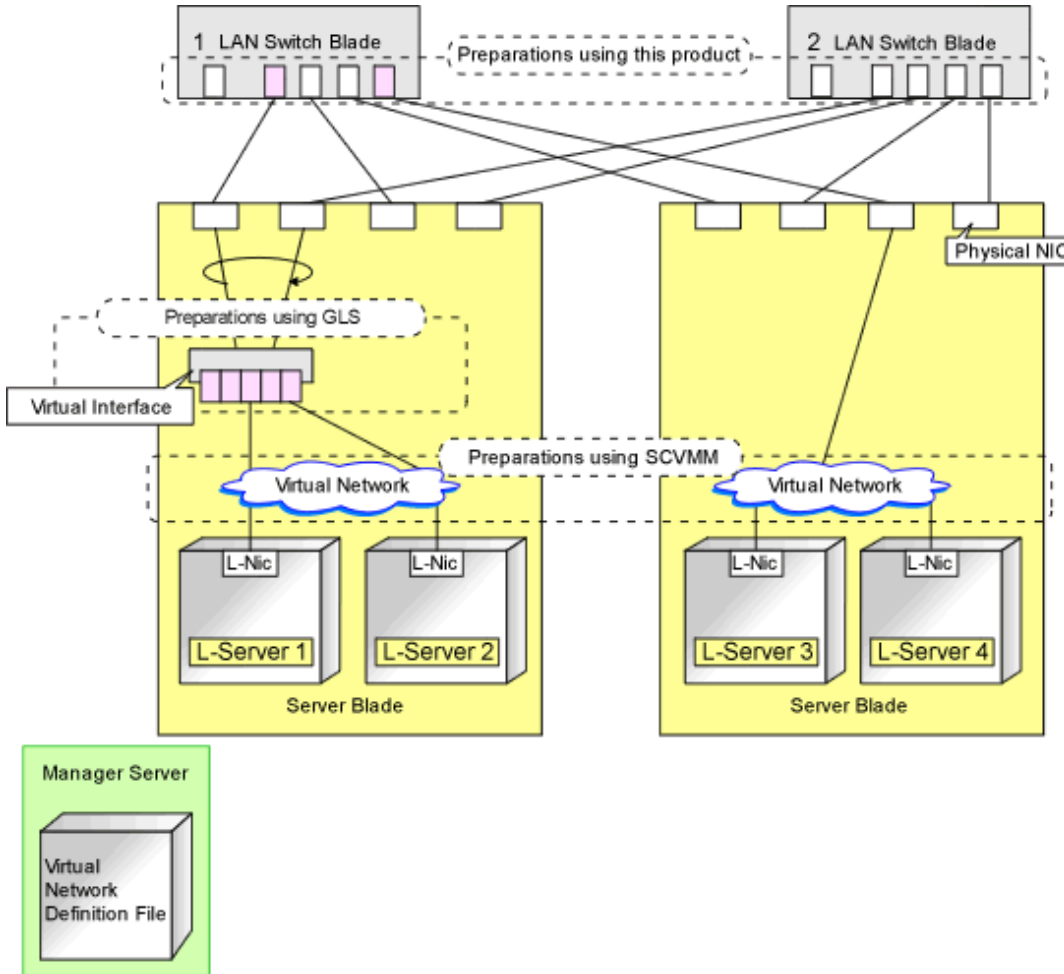 1 LAN Switch Blade
Preparations using this product
2 LAN Switch Blade
Physical NIC
Preparations using GLS
Virtual Interface
Preparations using SCVMM
Virtual Network
Virtual Network
L-Nic
L-Nic
L-Nic
L-Nic
L-Server 1
L-Server 2
L-Server 3
L-Server 4
Server Blade
Server Blade
Manager Server
Virtual
Network
Definition File